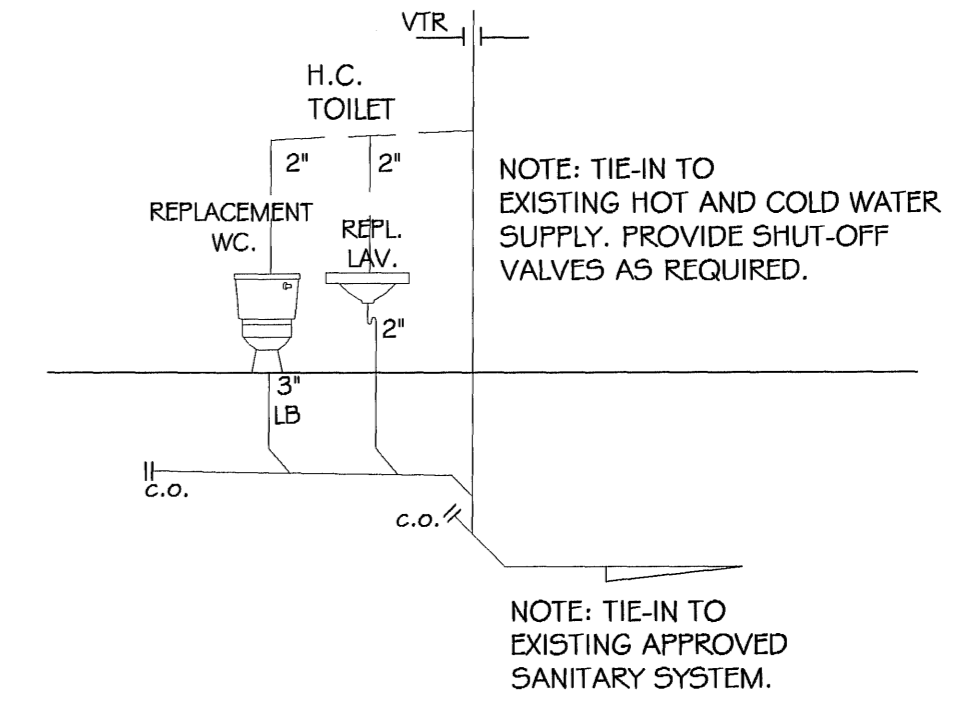 VTR
H.C.
TOILET
2"
2"
NOTE: TIE-IN TO
EXISTING HOT AND COLD WATER
SUPPLY. PROVIDE SHUT-OFF
VALVES AS REQUIRED.
REPLACEMENT
WC.
REPL.
LAV.
2"
3"
LB
C.O.
C.O.
NOTE: TIE-IN TO
EXISTING APPROVED
SANITARY SYSTEM.